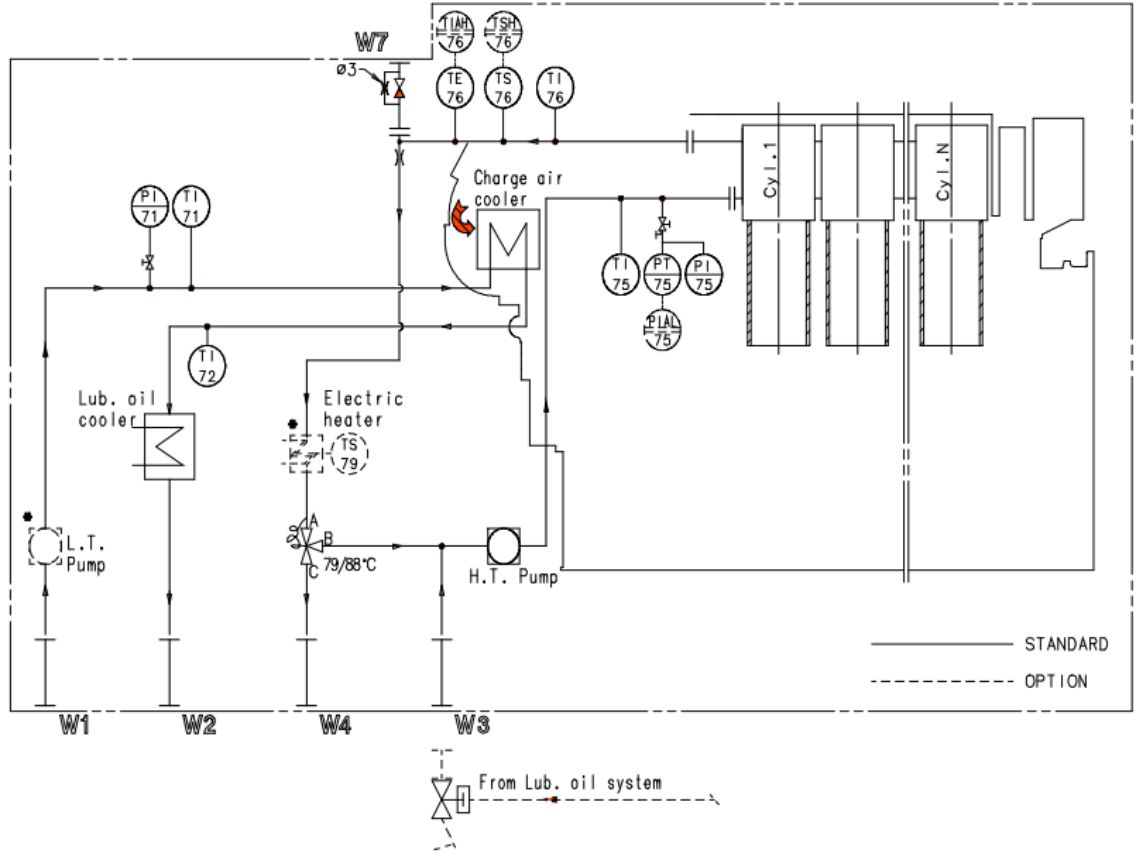 TIAH
76
TSH
76
W7
ø3
TE
76
TS
76
TI
76
Cyl.1
Cyl.N
Charge air
cooler
PI
71
TI
71
TI
75
PT
75
PI
75
PIAL
75
TI
72
Lub. oil
cooler
Electric
heater
*
TS
79
*
L.T.
Pump
A
B
C
79/88°C
H.T. Pump
STANDARD
OPTION
W1
W2
W4
W3
From Lub. oil system